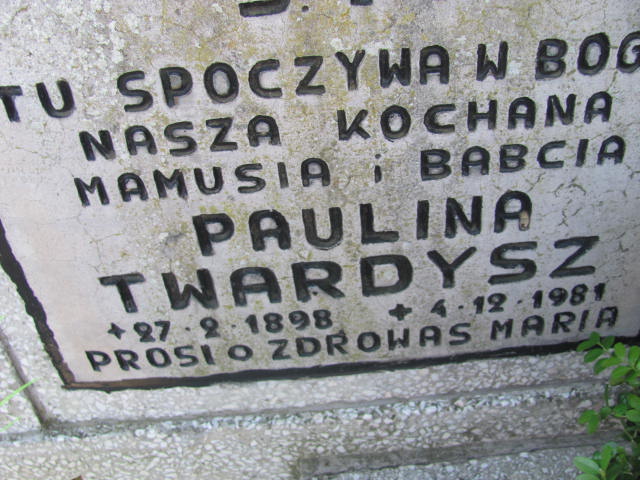 TU SPOCZYWA W BOG
NASZA KOCHANA
MAMUSIA i BABCIA
PAULINA
TWARDYSZ
+27·2·1898 +4·12·1981
PROSI O ZDROWAS MARIA